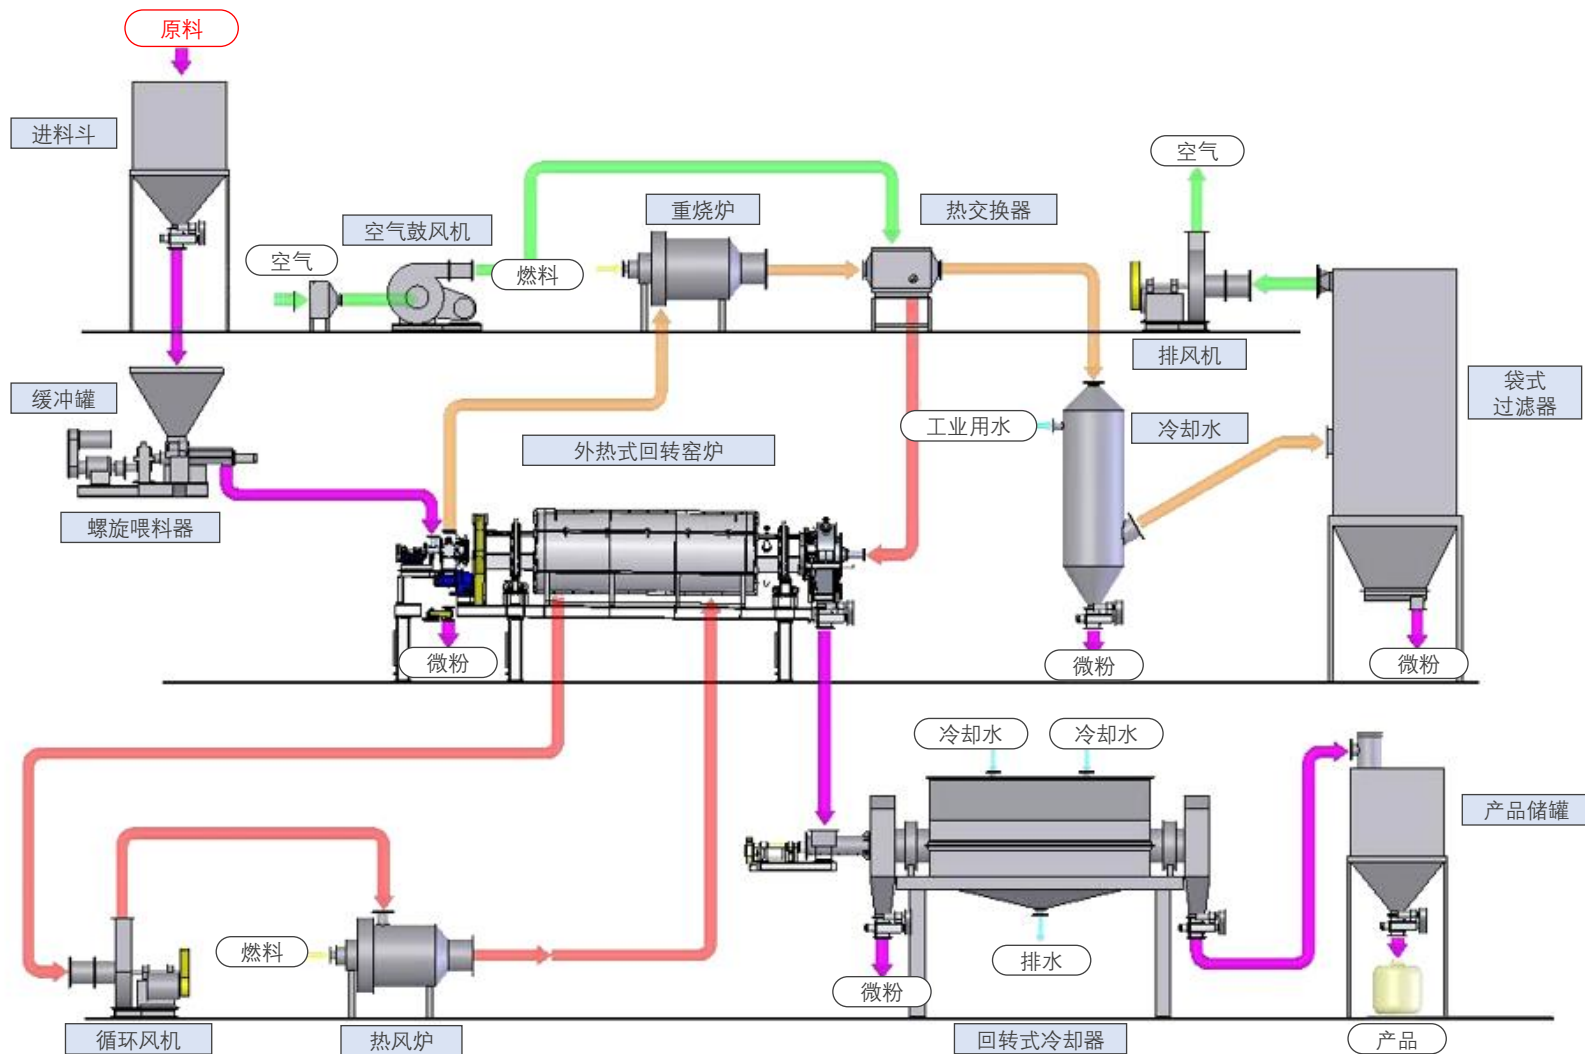 原料
进料斗
空气
空气鼓风机
燃料
重烧炉
热交换器
空气
排风机
袋式
过滤器
缓冲罐
螺旋喂料器
外热式回转窑炉
工业用水
冷却水
微粉
微粉
微粉
冷却水
冷却水
产品储罐
燃料
排水
微粉
循环风机
热风炉
回转式冷却器
产品